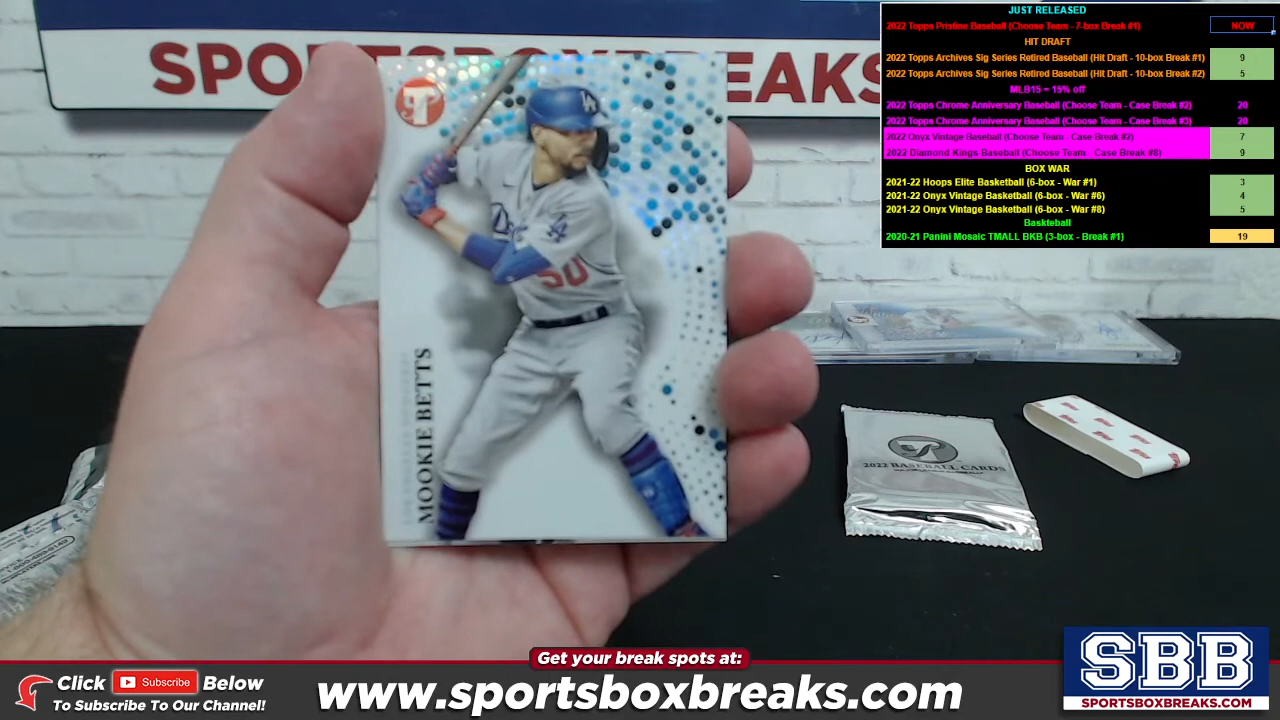 SPORTSBOXBREAKS
JUST RELEASED
2022 Topps Pristine Baseball (Choose Team - 7-box Break #1) NOW
HIT DRAFT
2022 Topps Archives Sig Series Retired Baseball (Hit Draft - 10-box Break #1) 9
2022 Topps Archives Sig Series Retired Baseball (Hit Draft - 10-box Break #2) 5
MLB15 = 15% off
2022 Topps Chrome Anniversary Baseball (Choose Team - Case Break #2) 20
2022 Topps Chrome Anniversary Baseball (Choose Team - Case Break #3) 20
2022 Onyx Vintage Baseball (Choose Team - Case Break #2) 7
2022 Diamond Kings Baseball (Choose Team - Case Break #8) 9
BOX WAR
2021-22 Hoops Elite Basketball (6-box - War #1) 3
2021-22 Onyx Vintage Basketball (6-box - War #6) 4
2021-22 Onyx Vintage Basketball (6-box - War #8) 5
Baskteball
2020-21 Panini Mosaic TMALL BKB (3-box - Break #1) 19
T
LA
50
MOOKIE BETTS
2022 BASEBALL CARDS
Get your break spots at:
Click Subscribe Below
To Subscribe To Our Channel!
www.sportsboxbreaks.com
SBB
SPORTSBOXBREAKS.COM